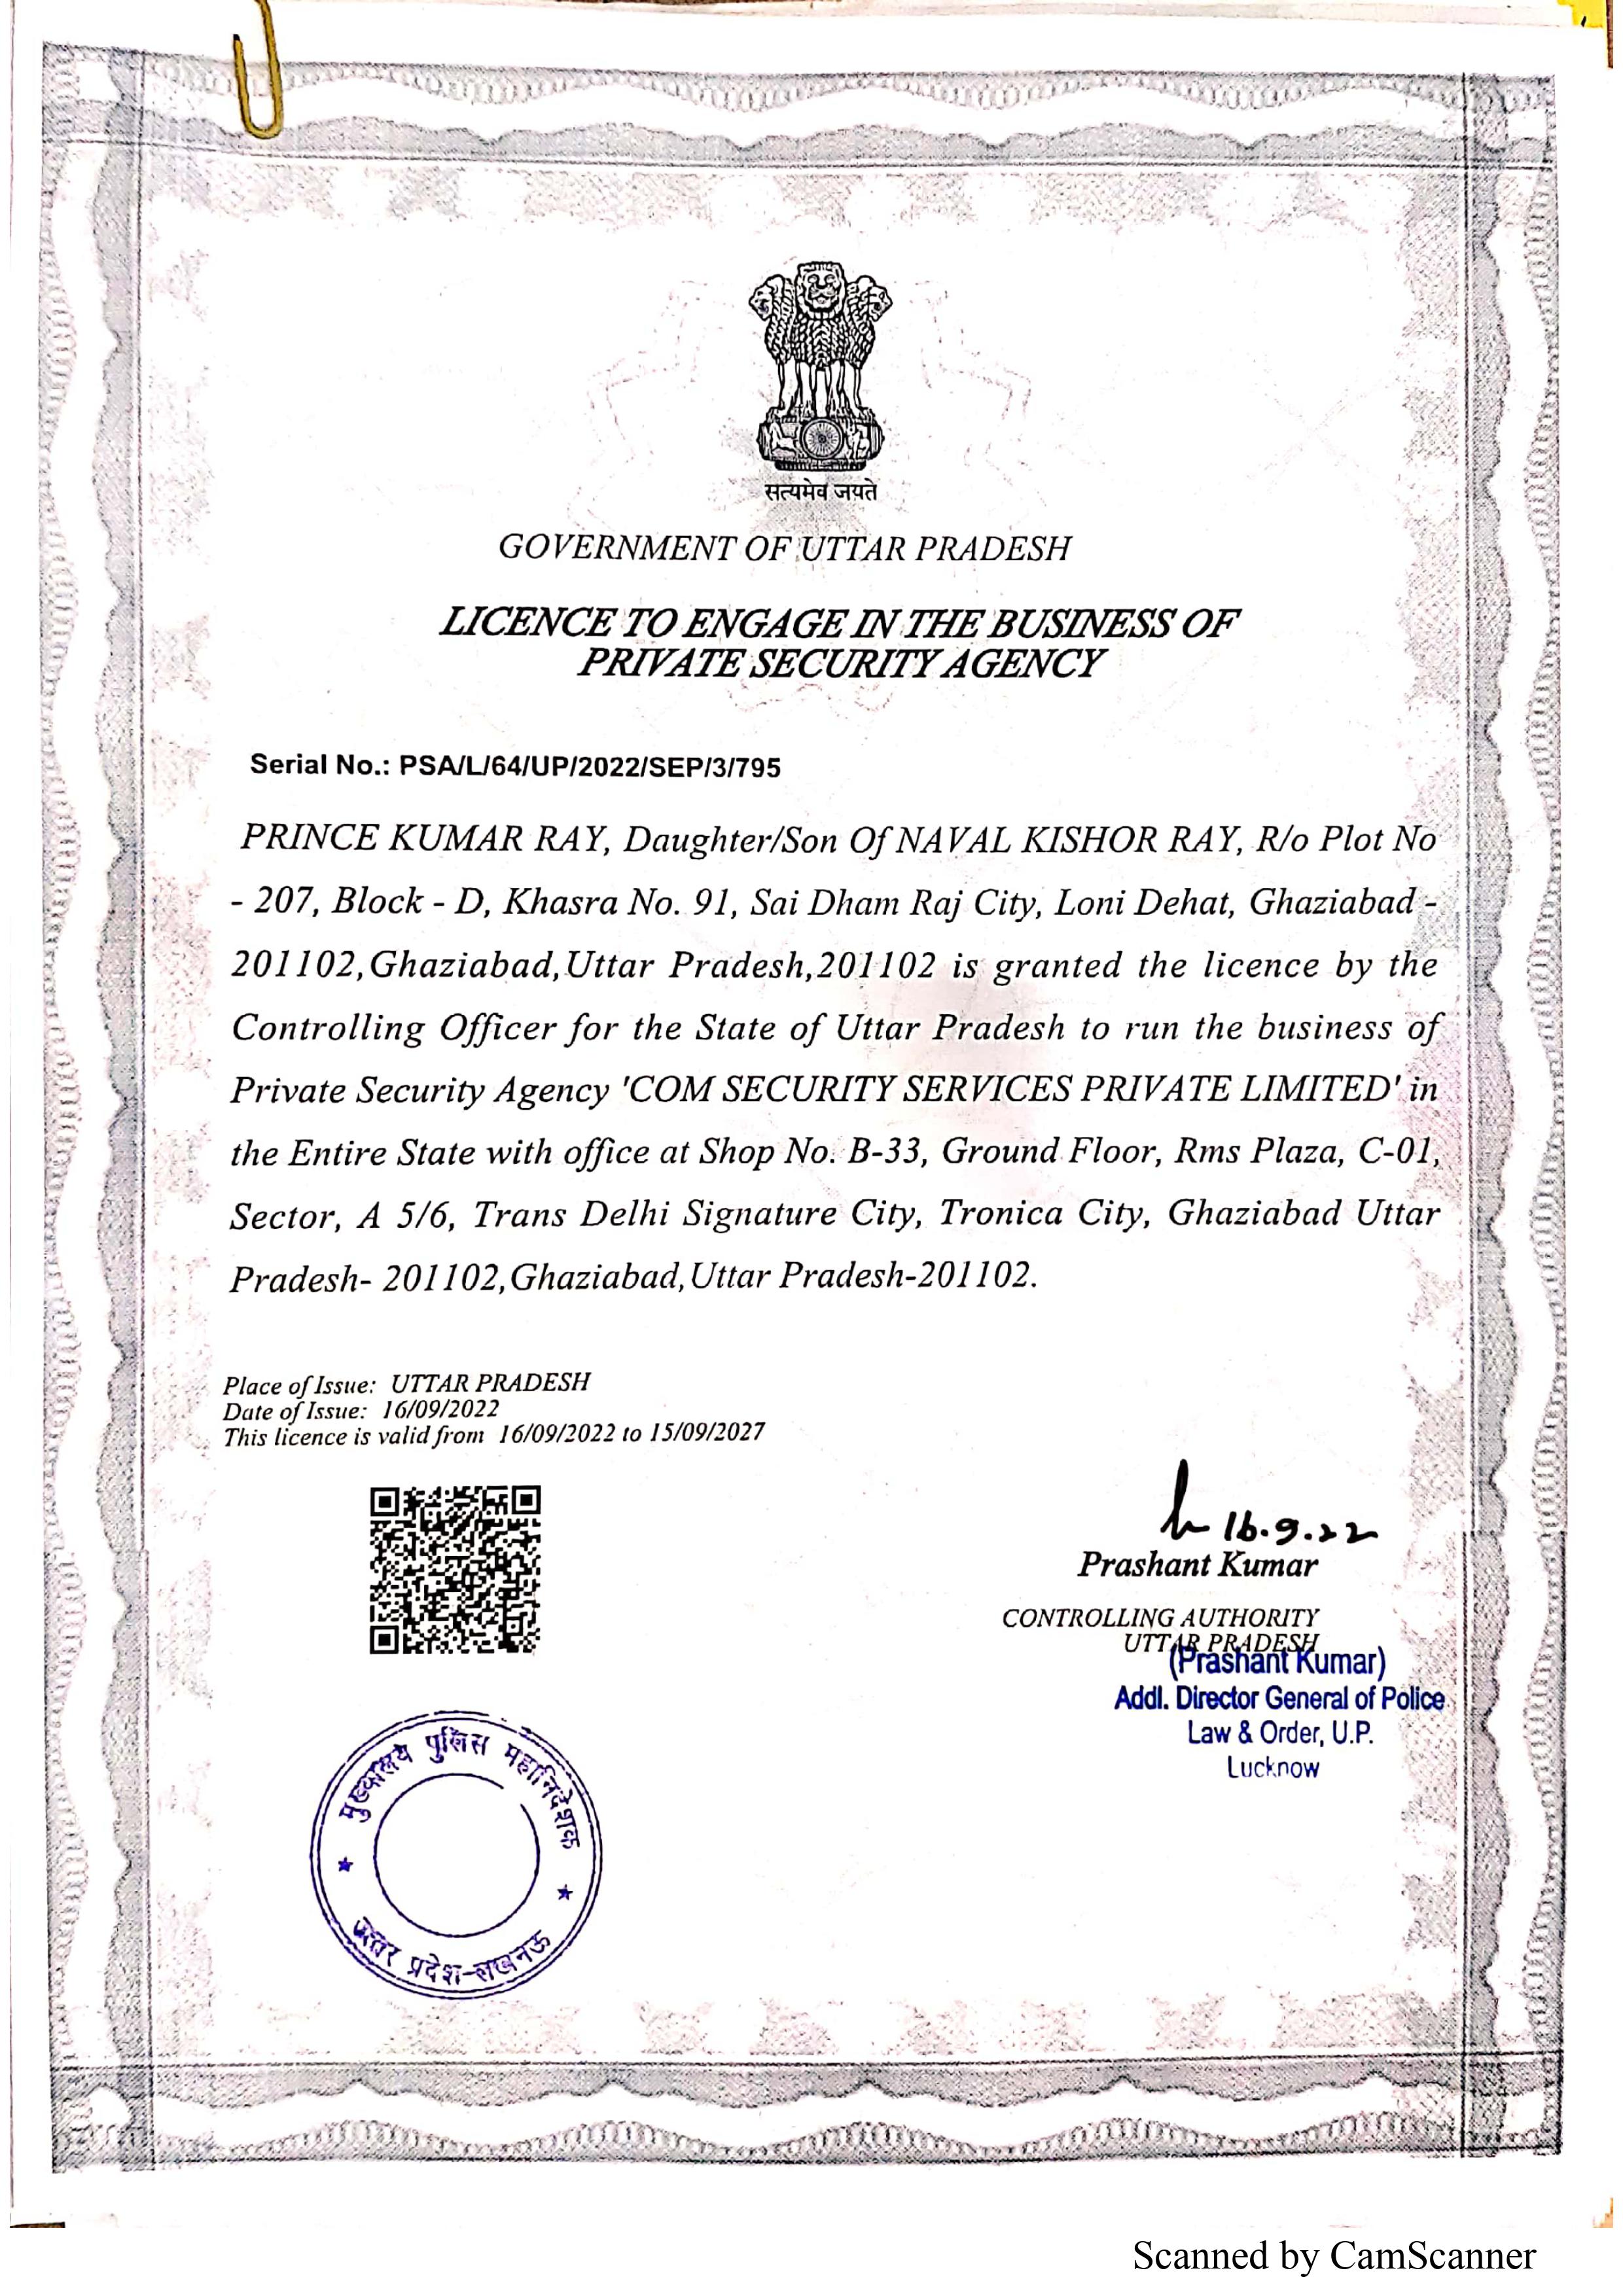 सत्यमेव जयते
GOVERNMENT OF UTTAR PRADESH
LICENCE TO ENGAGE IN THE BUSINESS OF
PRIVATE SECURITY AGENCY
Serial No.: PSA/L/64/UP/2022/SEP/3/795
PRINCE KUMAR RAY, Daughter/Son Of NAVAL KISHOR RAY, R/o Plot No
- 207, Block - D, Khasra No. 91, Sai Dham Raj City, Loni Dehat, Ghaziabad -
201102,Ghaziabad,Uttar Pradesh,201102 is granted the licence by the
Controlling Officer for the State of Uttar Pradesh to run the business of
Private Security Agency 'COM SECURITY SERVICES PRIVATE LIMITED' in
the Entire State with office at Shop No. B-33, Ground Floor, Rms Plaza, C-01,
Sector, A 5/6, Trans Delhi Signature City, Tronica City, Ghaziabad Uttar
Pradesh- 201102,Ghaziabad,Uttar Pradesh-201102.
Place of Issue: UTTAR PRADESH
Date of Issue: 16/09/2022
This licence is valid from 16/09/2022 to 15/09/2027
16.9.22
Prashant Kumar
CONTROLLING AUTHORITY
UTTAR PRADESH
(Prashant Kumar)
Addl. Director General of Police
Law & Order, U.P.
Lucknow
मुख्यालय पुलिस महानिदेशक
उत्तर प्रदेश-लखनऊ
Scanned by CamScanner